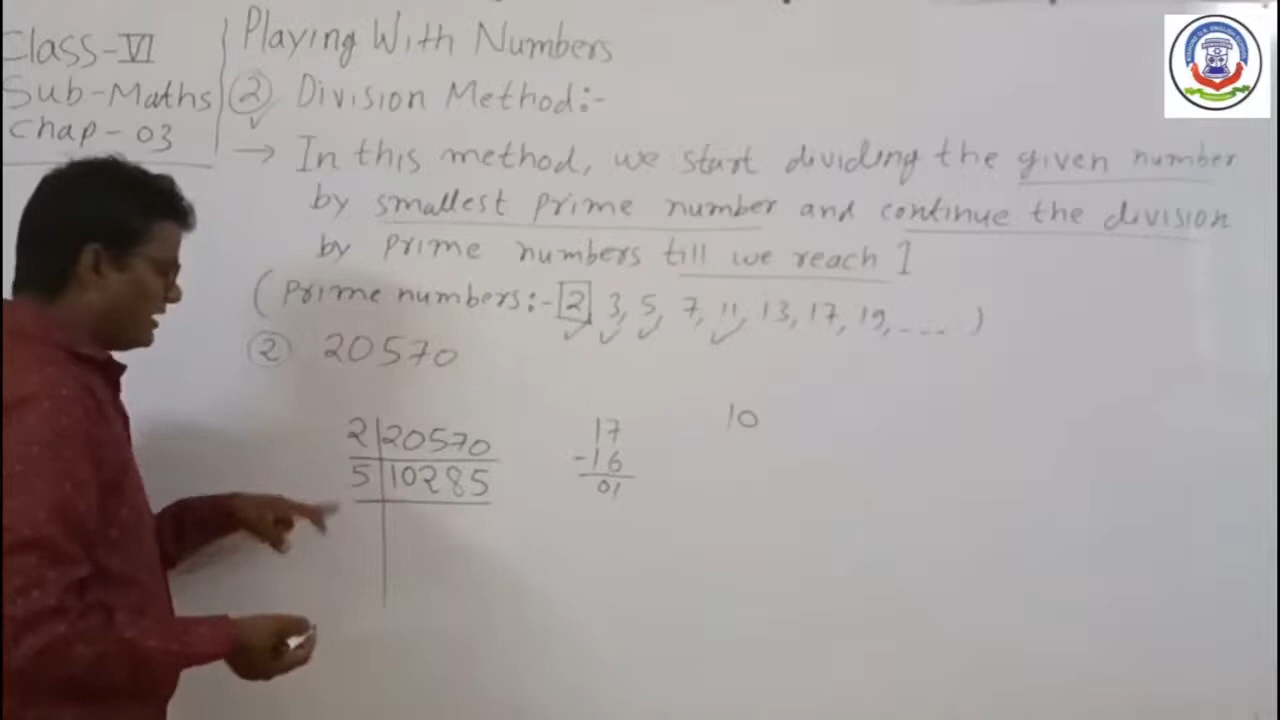 Class-VI
Sub-Maths
Chap-03
Playing With Numbers
② Division Method:-
→ In this method, we start dividing the given number
by smallest prime number and continue the division
by prime numbers till we reach 1
(Prime numbers:- 2, 3, 5, 7, 11, 13, 17, 19, ---- )
② 20570
2 20570
5 10285
17
-16
01
10